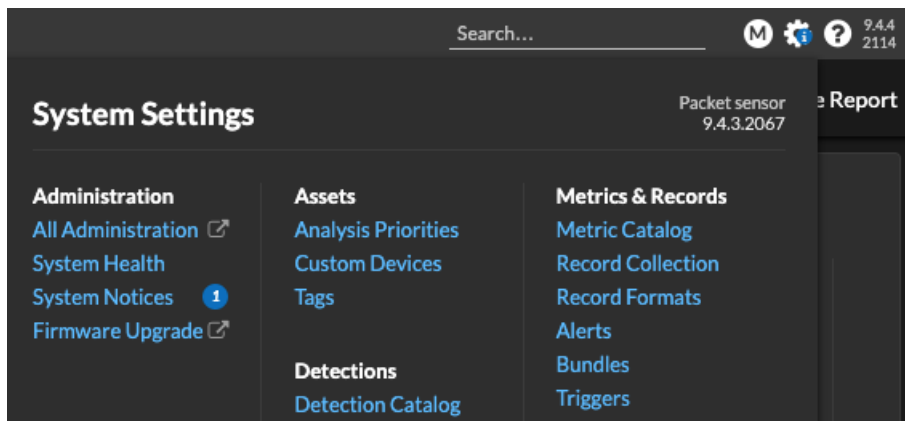 Search...
M
?
9.4.4
2114
System Settings
Packet sensor
9.4.3.2067
e Report
Administration
All Administration
System Health
System Notices 1
Firmware Upgrade
Assets
Analysis Priorities
Custom Devices
Tags
Detections
Detection Catalog
Metrics & Records
Metric Catalog
Record Collection
Record Formats
Alerts
Bundles
Triggers